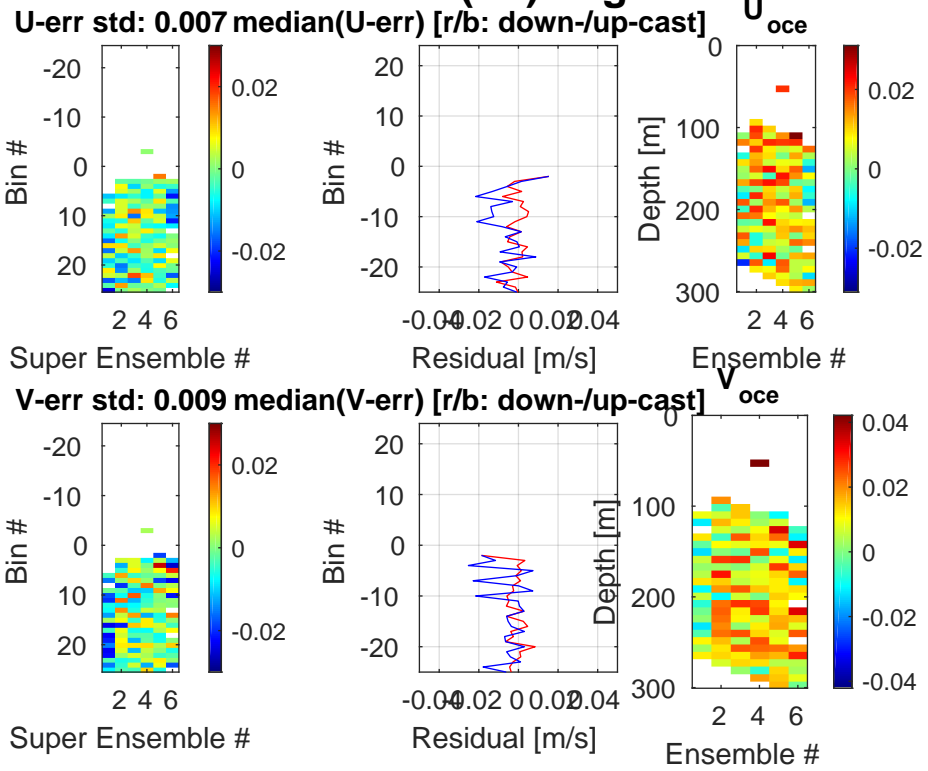 U-err std: 0.007 median(U-err) [r/b: down-/up-cast] U_oce
-20
-10
0
10
20
Bin #
2 4 6
Super Ensemble #
0.02
0
-0.02
20
10
0
-10
-20
Bin #
-0.04 -0.02 0 0.02 0.04
Residual [m/s]
0
100
200
300
Depth [m]
2 4 6
Ensemble #
0.02
0
-0.02
V-err std: 0.009 median(V-err) [r/b: down-/up-cast] V_oce
-20
-10
0
10
20
Bin #
2 4 6
Super Ensemble #
0.02
0
-0.02
20
10
0
-10
-20
Bin #
-0.04 -0.02 0 0.02 0.04
Residual [m/s]
0
100
200
300
Depth [m]
2 4 6
Ensemble #
0.04
0.02
0
-0.02
-0.04